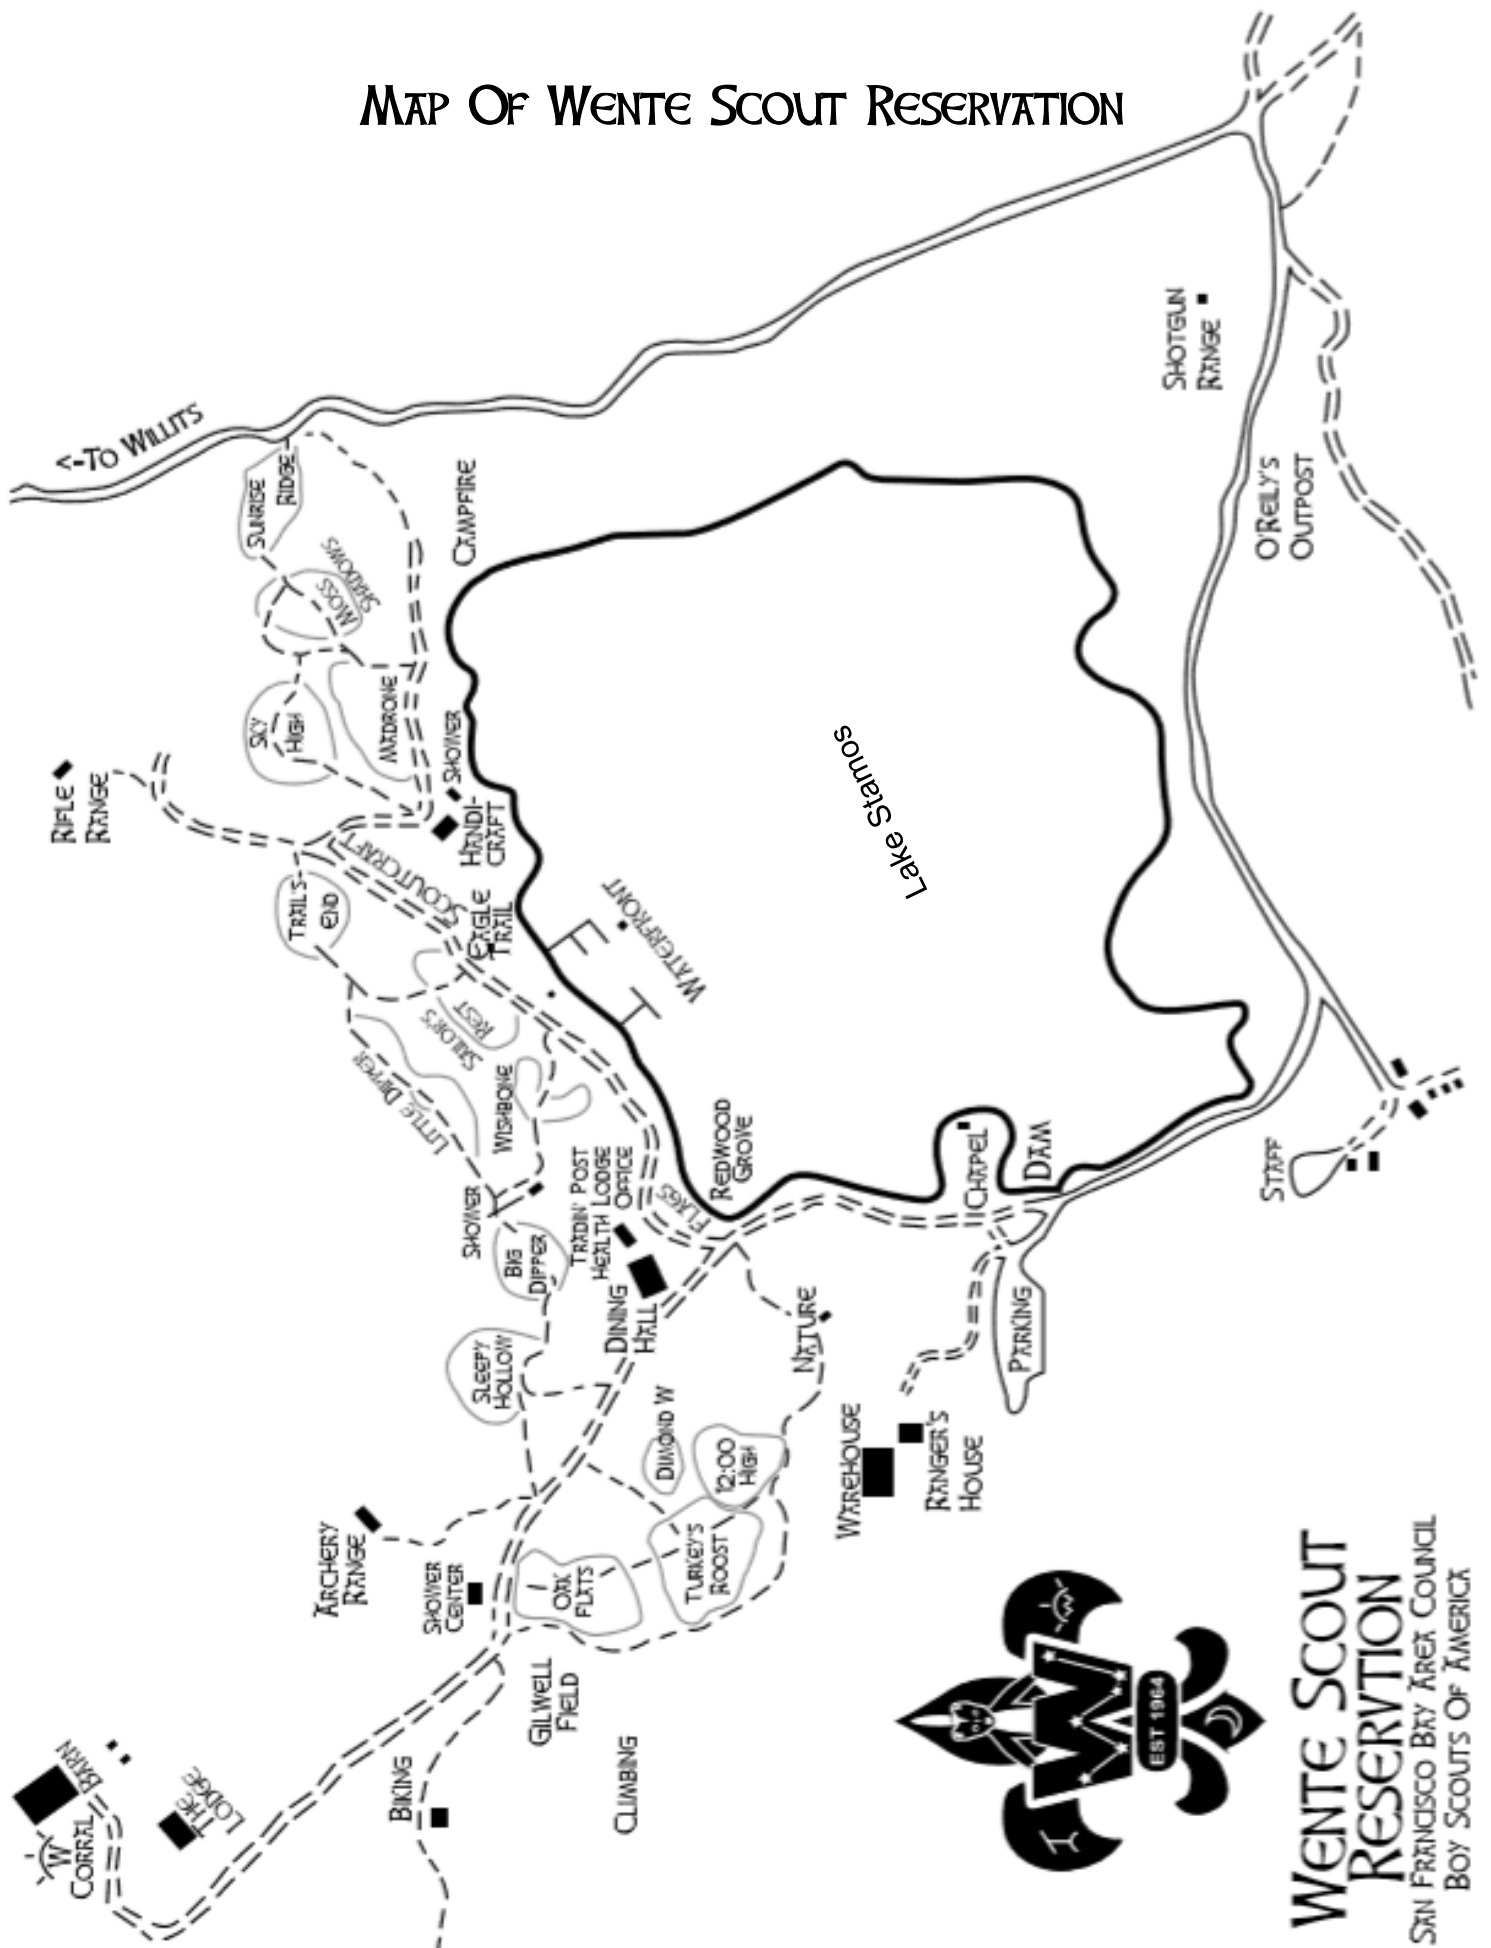 Map Of Wente Scout Reservation
<-To Willits
Sunrise
Ridge
Moss
Shadows
Campfire
Sky
High
Madrone
Shower
Handi-
craft
Rifle
Range
Scoutcraft
Eagle
Trail
Trail's
End
Waterfront
Lake Stamos
Shotgun
Range
O'Reily's
Outpost
Sailor's
Rest
Little Dipper
Wishbone
Shower
Big
Dipper
Tradin' Post
Health Lodge
Office
Flags
Redwood
Grove
Chapel
Dam
Staff
Dining
Hall
Nature
Parking
Sleepy
Hollow
Dimond W
12:00
High
Warehouse
Ranger's
House
Archery
Range
Shower
Center
Oak
Flats
Turkey's
Roost
Gilwell
Field
Climbing
Biking
Barn
The
Lodge
W
Corral
W
EST 1964
Wente Scout
Reservtion
San Francisco Bay Area Council
Boy Scouts Of America